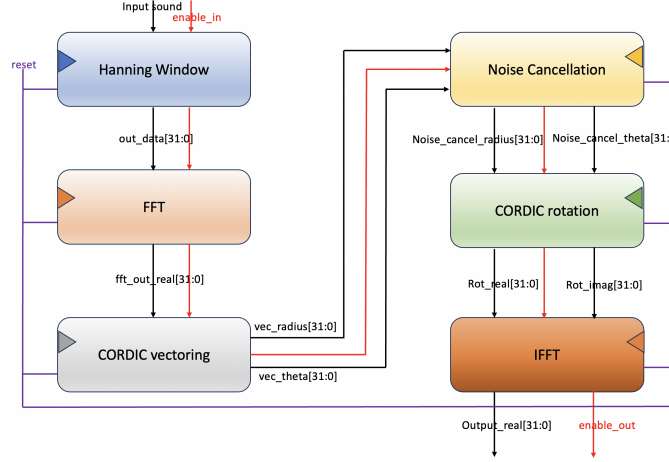 Input sound
enable_in
reset
Hanning Window
Noise Cancellation
out_data[31:0]
Noise_cancel_radius[31:0]
Noise_cancel_theta[31:
FFT
CORDIC rotation
fft_out_real[31:0]
Rot_real[31:0]
Rot_imag[31:0]
vec_radius[31:0]
CORDIC vectoring
IFFT
vec_theta[31:0]
Output_real[31:0]
enable_out